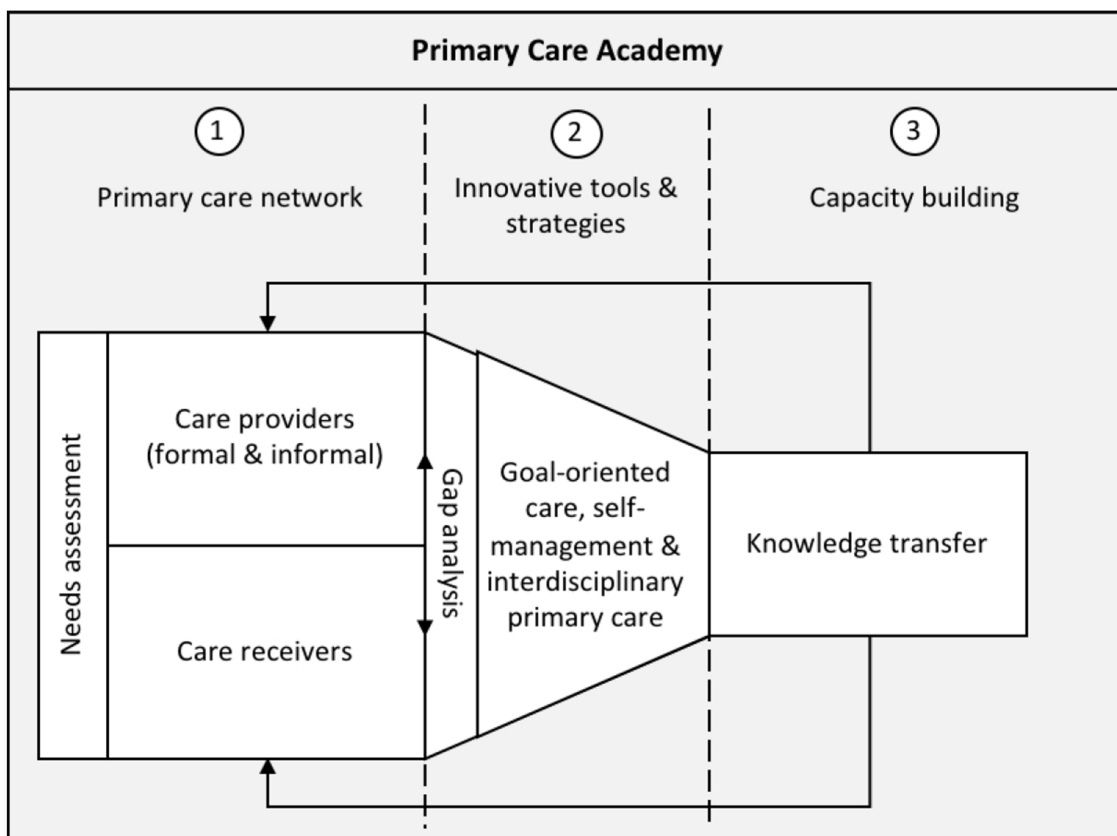 Primary Care Academy
1
Primary care network
2
Innovative tools &
strategies
3
Capacity building
Needs assessment
Care providers
(formal & informal)
Care receivers
Gap analysis
Goal-oriented
care, self-
management &
interdisciplinary
primary care
Knowledge transfer